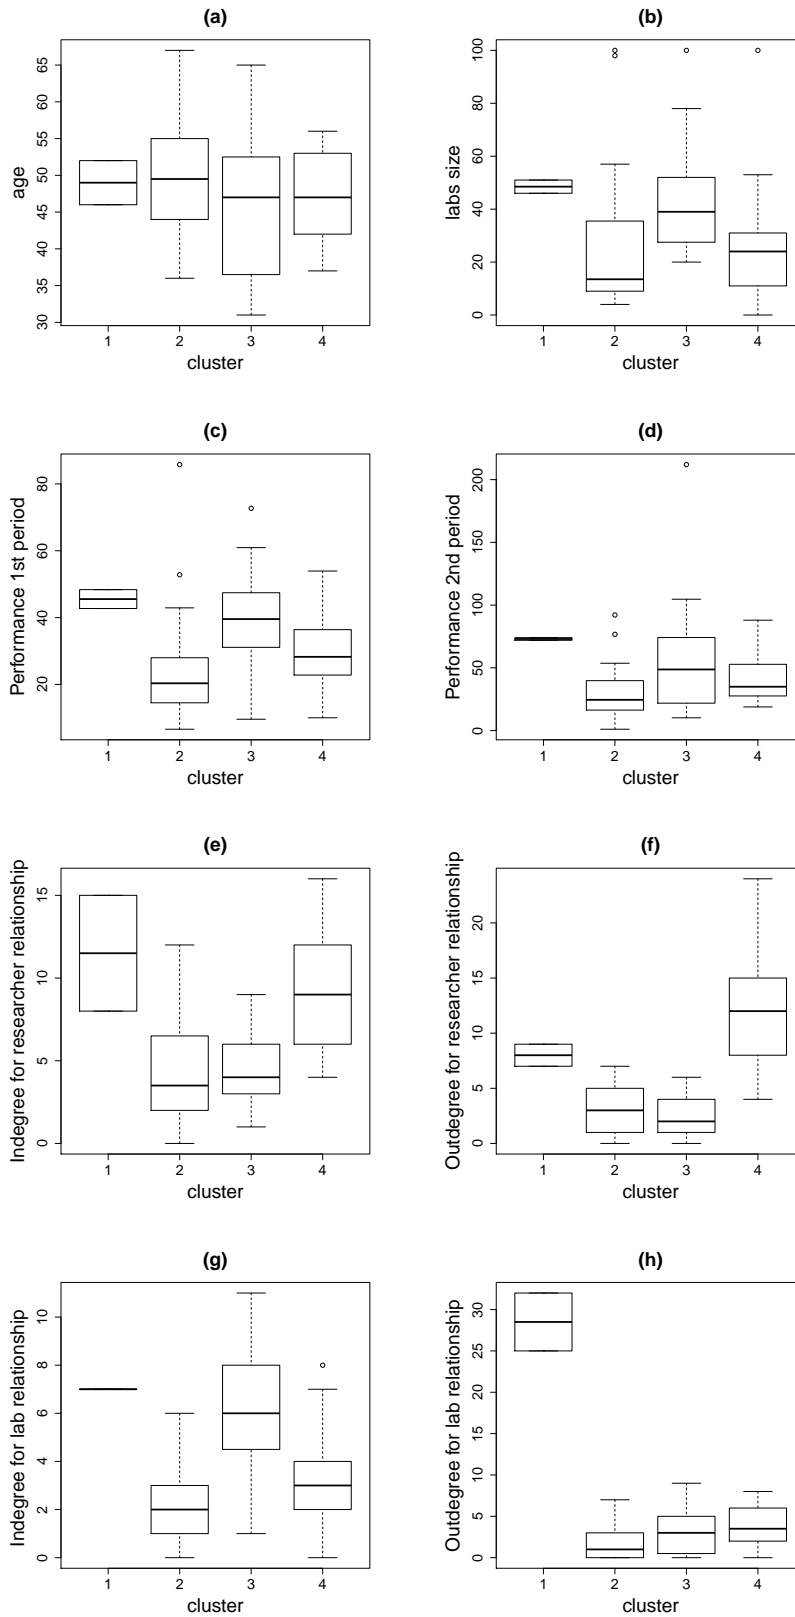 (a)
age
30 35 40 45 50 55 60 65
1 2 3 4
cluster
(b)
labs size
0 20 40 60 80 100
1 2 3 4
cluster
(c)
Performance 1st period
20 40 60 80
1 2 3 4
cluster
(d)
Performance 2nd period
0 50 100 150 200
1 2 3 4
cluster
(e)
Indegree for researcher relationship
0 5 10 15
1 2 3 4
cluster
(f)
Outdegree for researcher relationship
0 5 10 15 20
1 2 3 4
cluster
(g)
Indegree for lab relationship
0 2 4 6 8 10
1 2 3 4
cluster
(h)
Outdegree for lab relationship
0 5 10 15 20 25 30
1 2 3 4
cluster